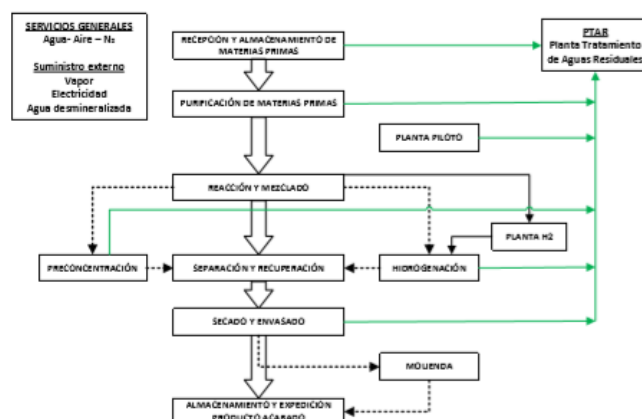 SERVICIOS GENERALES
Agua- Aire – N₂
Suministro externo
Vapor
Electricidad
Agua desmineralizada
RECEPCIÓN Y ALMACENAMIENTO DE
MATERIAS PRIMAS
PTAR
Planta Tratamiento
de Aguas Residuales
PURIFICACIÓN DE MATERIAS PRIMAS
PLANTA PILOTO
REACCIÓN Y MEZCLADO
PLANTA H2
PRECONCENTRACIÓN
SEPARACIÓN Y RECUPERACIÓN
HIDROGENACIÓN
SECADO Y ENVASADO
MOLIENDA
ALMACENAMIENTO Y EXPEDICIÓN
PRODUCTO ACABADO